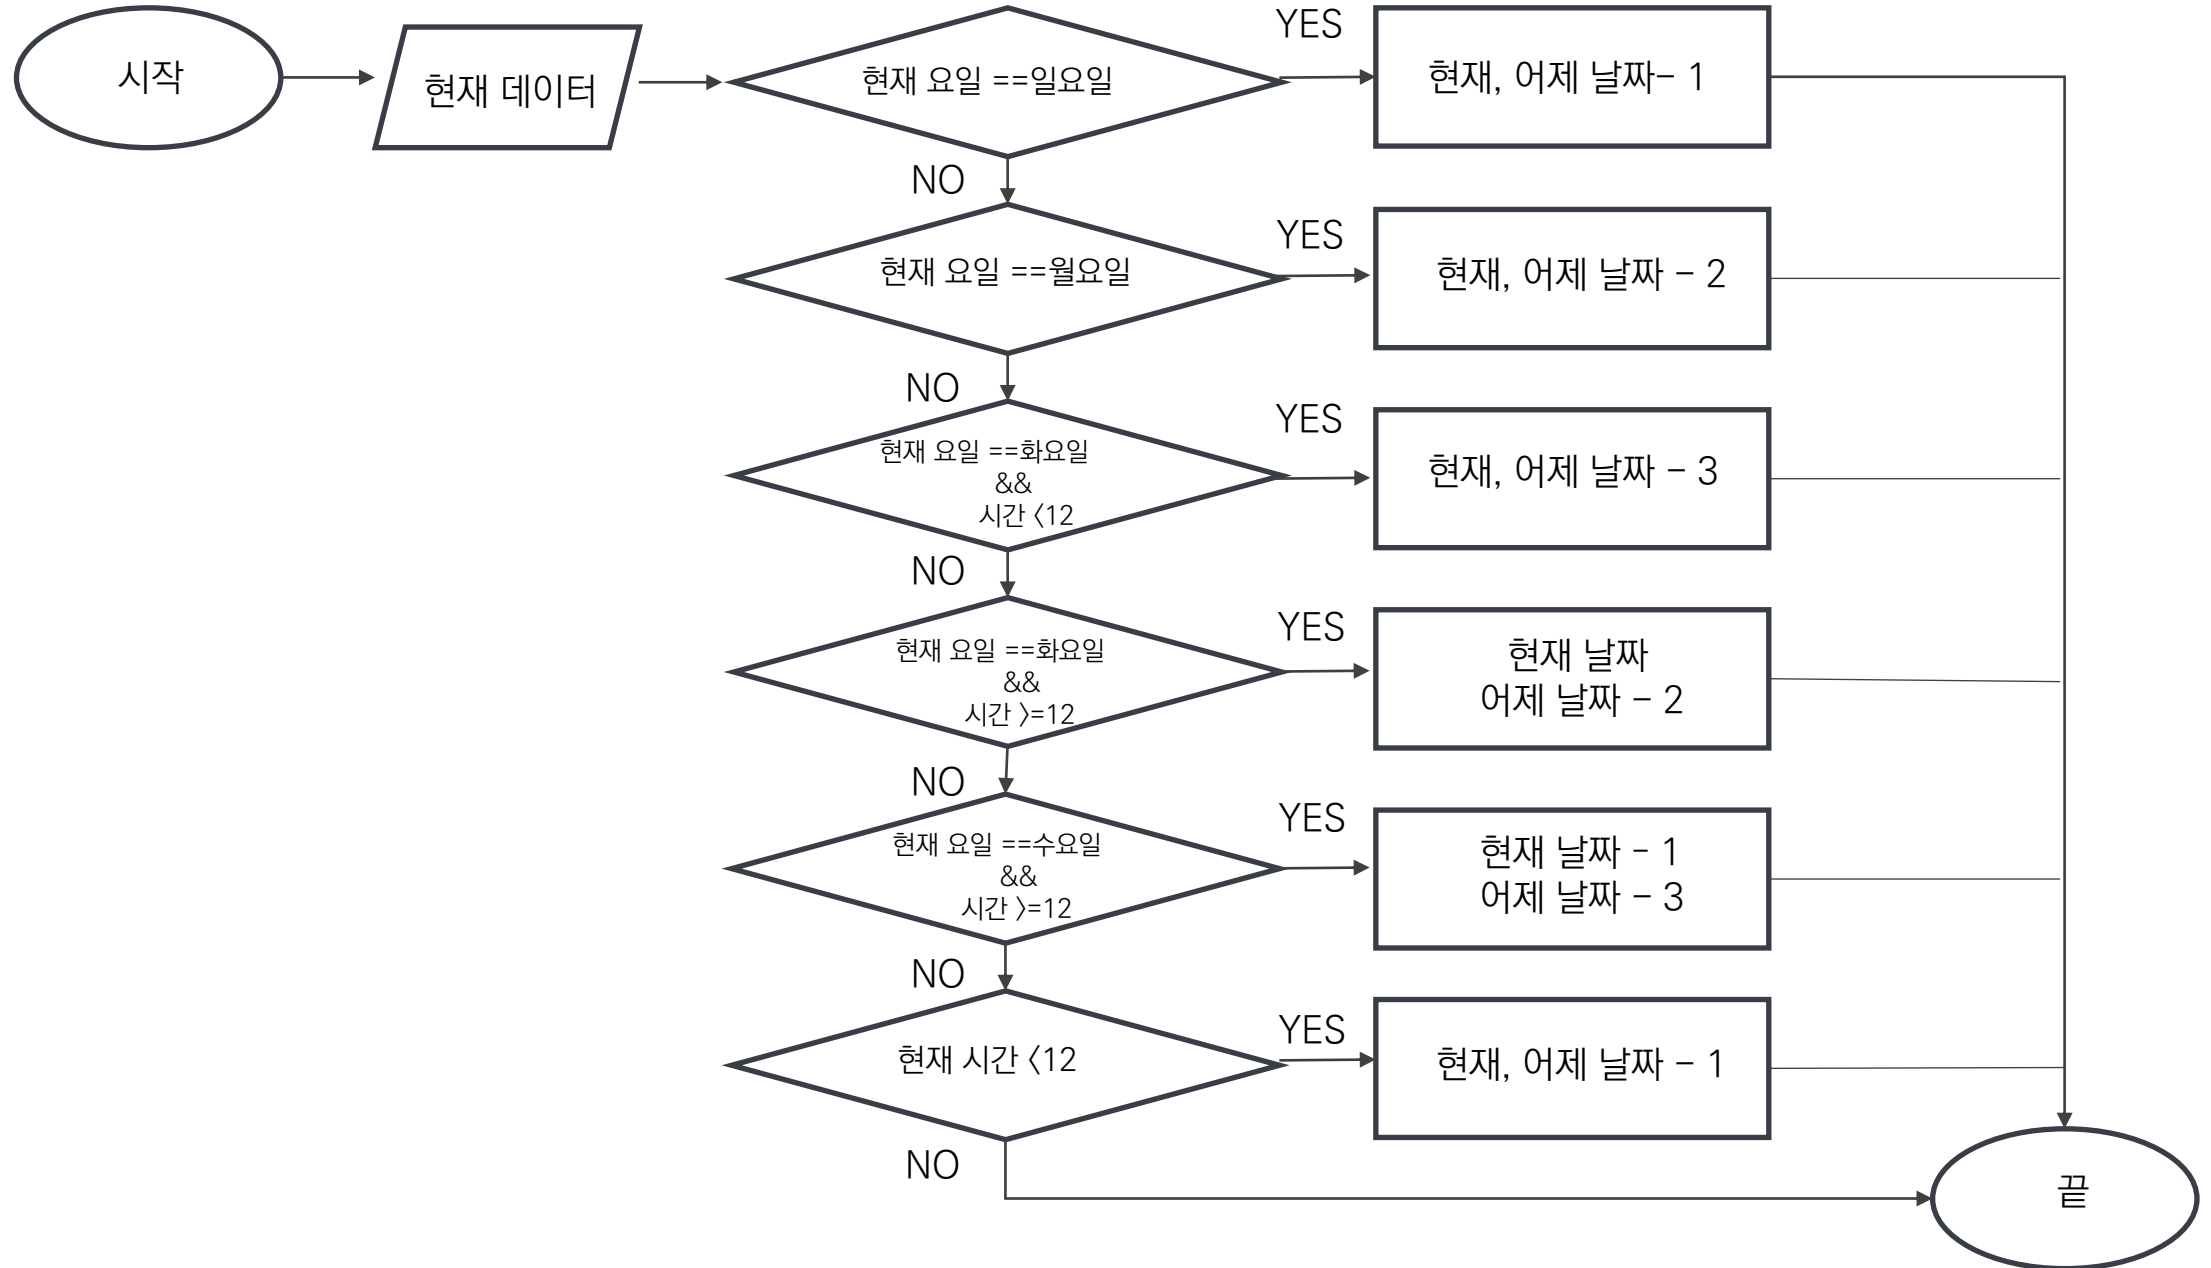 시작
현재 데이터
현재 요일 ==일요일
YES
현재, 어제 날짜- 1
NO
현재 요일 ==월요일
YES
현재, 어제 날짜 - 2
NO
현재 요일 ==화요일
&&
시간 <12
YES
현재, 어제 날짜 - 3
NO
현재 요일 ==화요일
&&
시간 >=12
YES
현재 날짜
어제 날짜 - 2
NO
현재 요일 ==수요일
&&
시간 >=12
YES
현재 날짜 - 1
어제 날짜 - 3
NO
현재 시간 <12
YES
현재, 어제 날짜 - 1
NO
끝